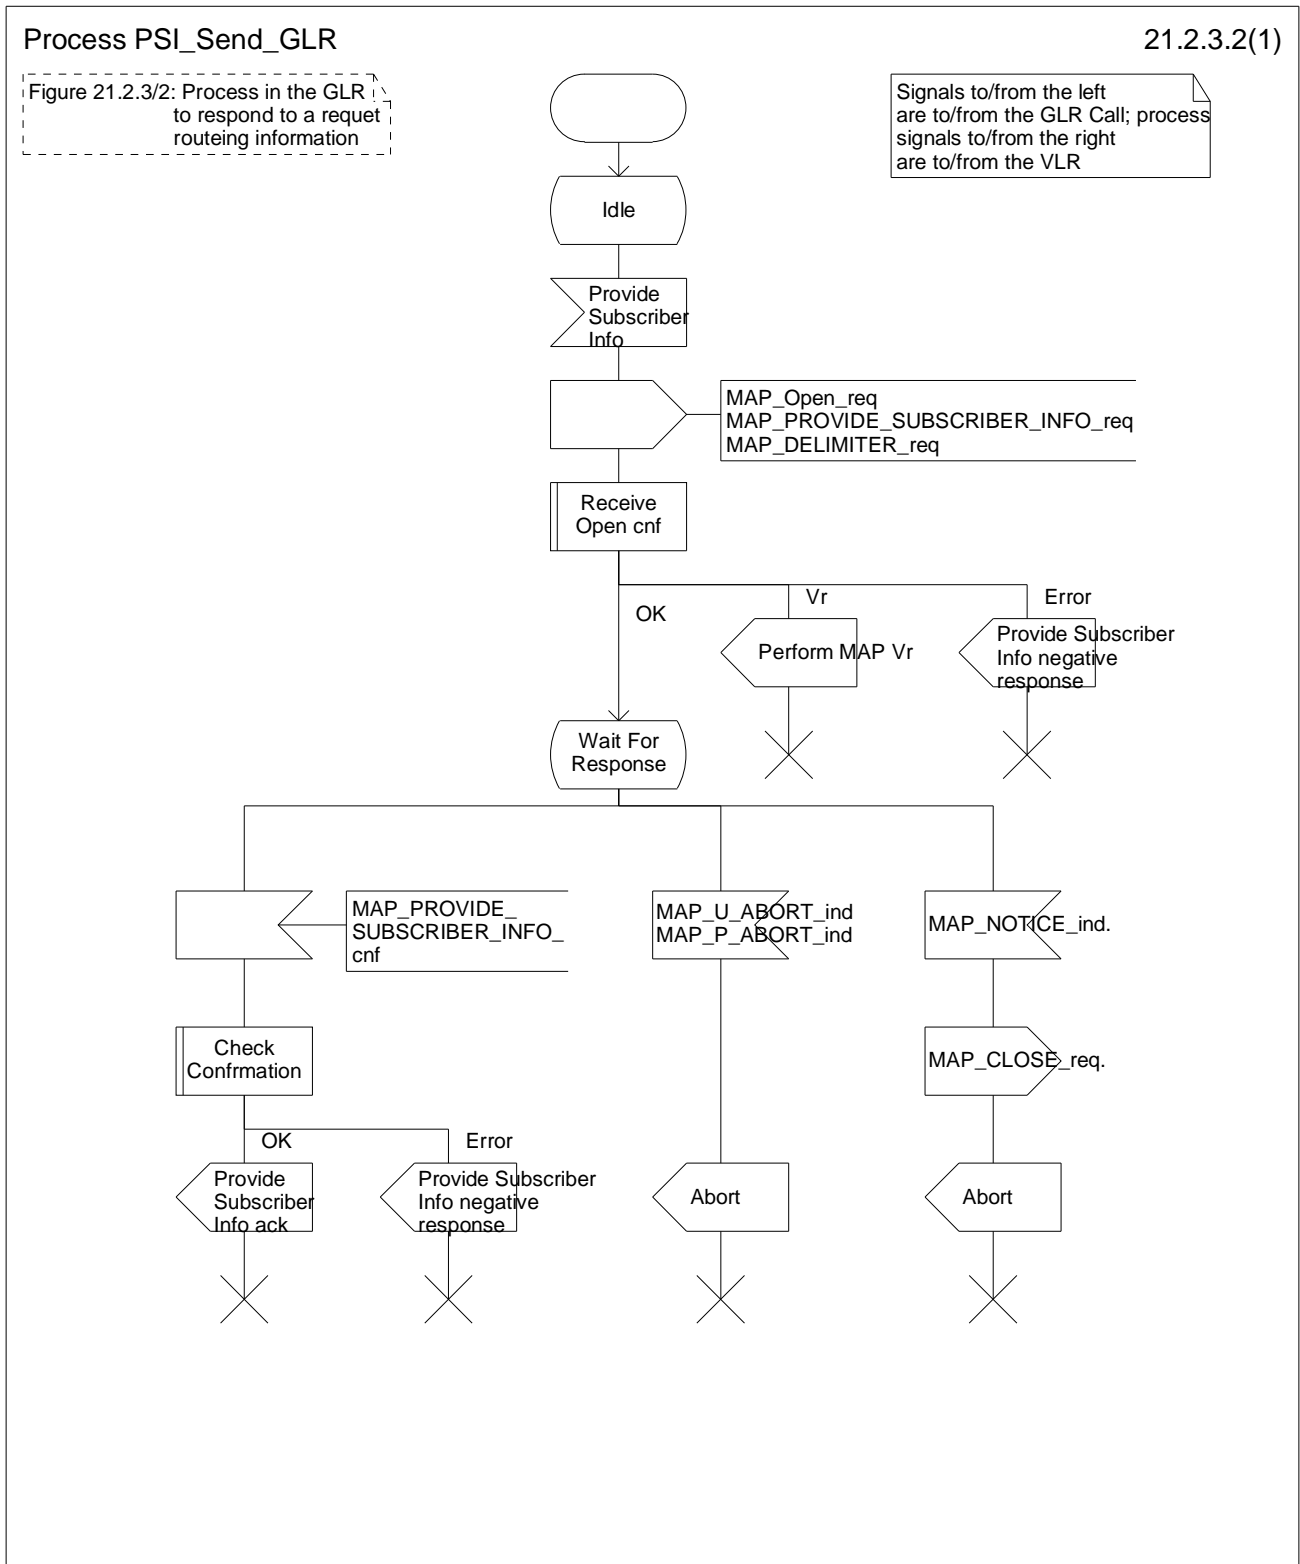 Process PSI_Send_GLR
21.2.3.2(1)
Figure 21.2.3/2: Process in the GLR
to respond to a requet
routeing information
Signals to/from the left
are to/from the GLR Call; process
signals to/from the right
are to/from the VLR
Idle
Provide
Subscriber
Info
MAP_Open_req
MAP_PROVIDE_SUBSCRIBER_INFO_req
MAP_DELIMITER_req
Receive
Open cnf
OK
Vr
Error
Perform MAP Vr
Provide Subscriber
Info negative
response
Wait For
Response
MAP_PROVIDE_
SUBSCRIBER_INFO_
cnf
MAP_U_ABORT_ind
MAP_P_ABORT_ind
MAP_NOTICE_ind.
Check
Confrmation
MAP_CLOSE_req.
OK
Error
Provide
Subscriber
Info ack
Provide Subscriber
Info negative
response
Abort
Abort